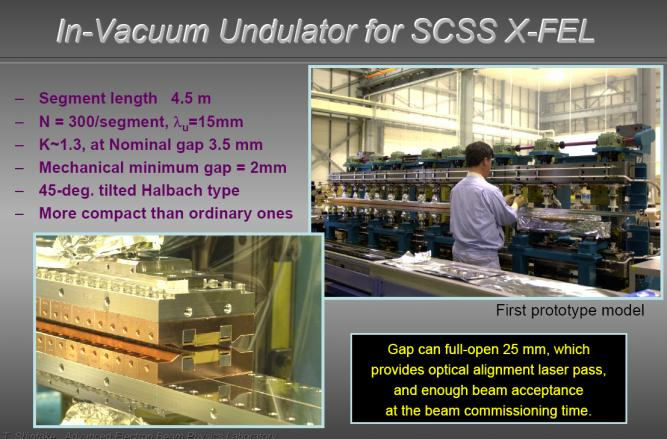 In-Vacuum Undulator for SCSS X-FEL
– Segment length 4.5 m
– N = 300/segment, λu=15mm
– K~1.3, at Nominal gap 3.5 mm
– Mechanical minimum gap = 2mm
– 45-deg. tilted Halbach type
– More compact than ordinary ones
First prototype model
Gap can full-open 25 mm, which
provides optical alignment laser pass,
and enough beam acceptance
at the beam commissioning time.